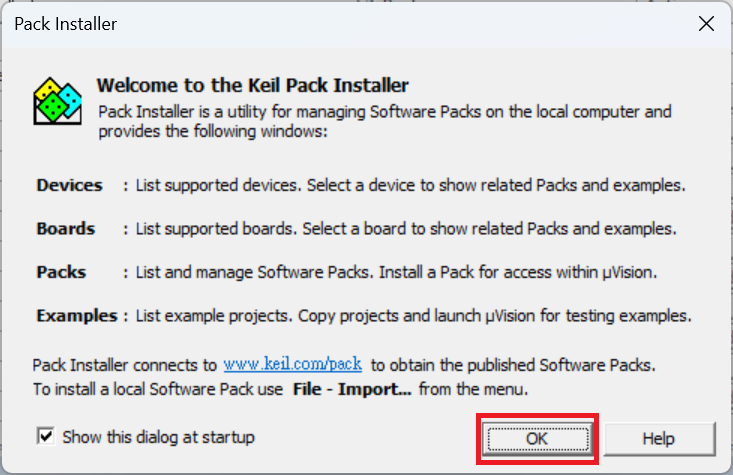 Pack Installer
Welcome to the Keil Pack Installer
Pack Installer is a utility for managing Software Packs on the local computer and
provides the following windows:
Devices : List supported devices. Select a device to show related Packs and examples.
Boards : List supported boards. Select a board to show related Packs and examples.
Packs : List and manage Software Packs. Install a Pack for access within µVision.
Examples : List example projects. Copy projects and launch µVision for testing examples.
Pack Installer connects to www.keil.com/pack to obtain the published Software Packs.
To install a local Software Pack use File - Import... from the menu.
Show this dialog at startup
OK
Help